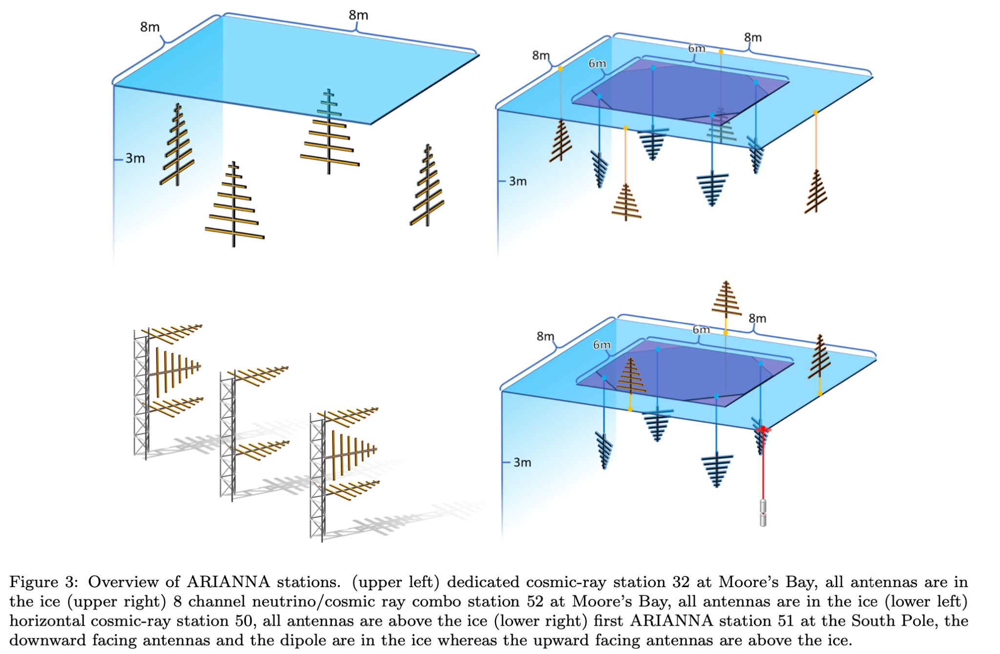 8m
8m
3m
8m
8m
6m
6m
3m
8m
8m
6m
6m
3m
Figure 3: Overview of ARIANNA stations. (upper left) dedicated cosmic-ray station 32 at Moore's Bay, all antennas are in
the ice (upper right) 8 channel neutrino/cosmic ray combo station 52 at Moore's Bay, all antennas are in the ice (lower left)
horizontal cosmic-ray station 50, all antennas are above the ice (lower right) first ARIANNA station 51 at the South Pole, the
downward facing antennas and the dipole are in the ice whereas the upward facing antennas are above the ice.